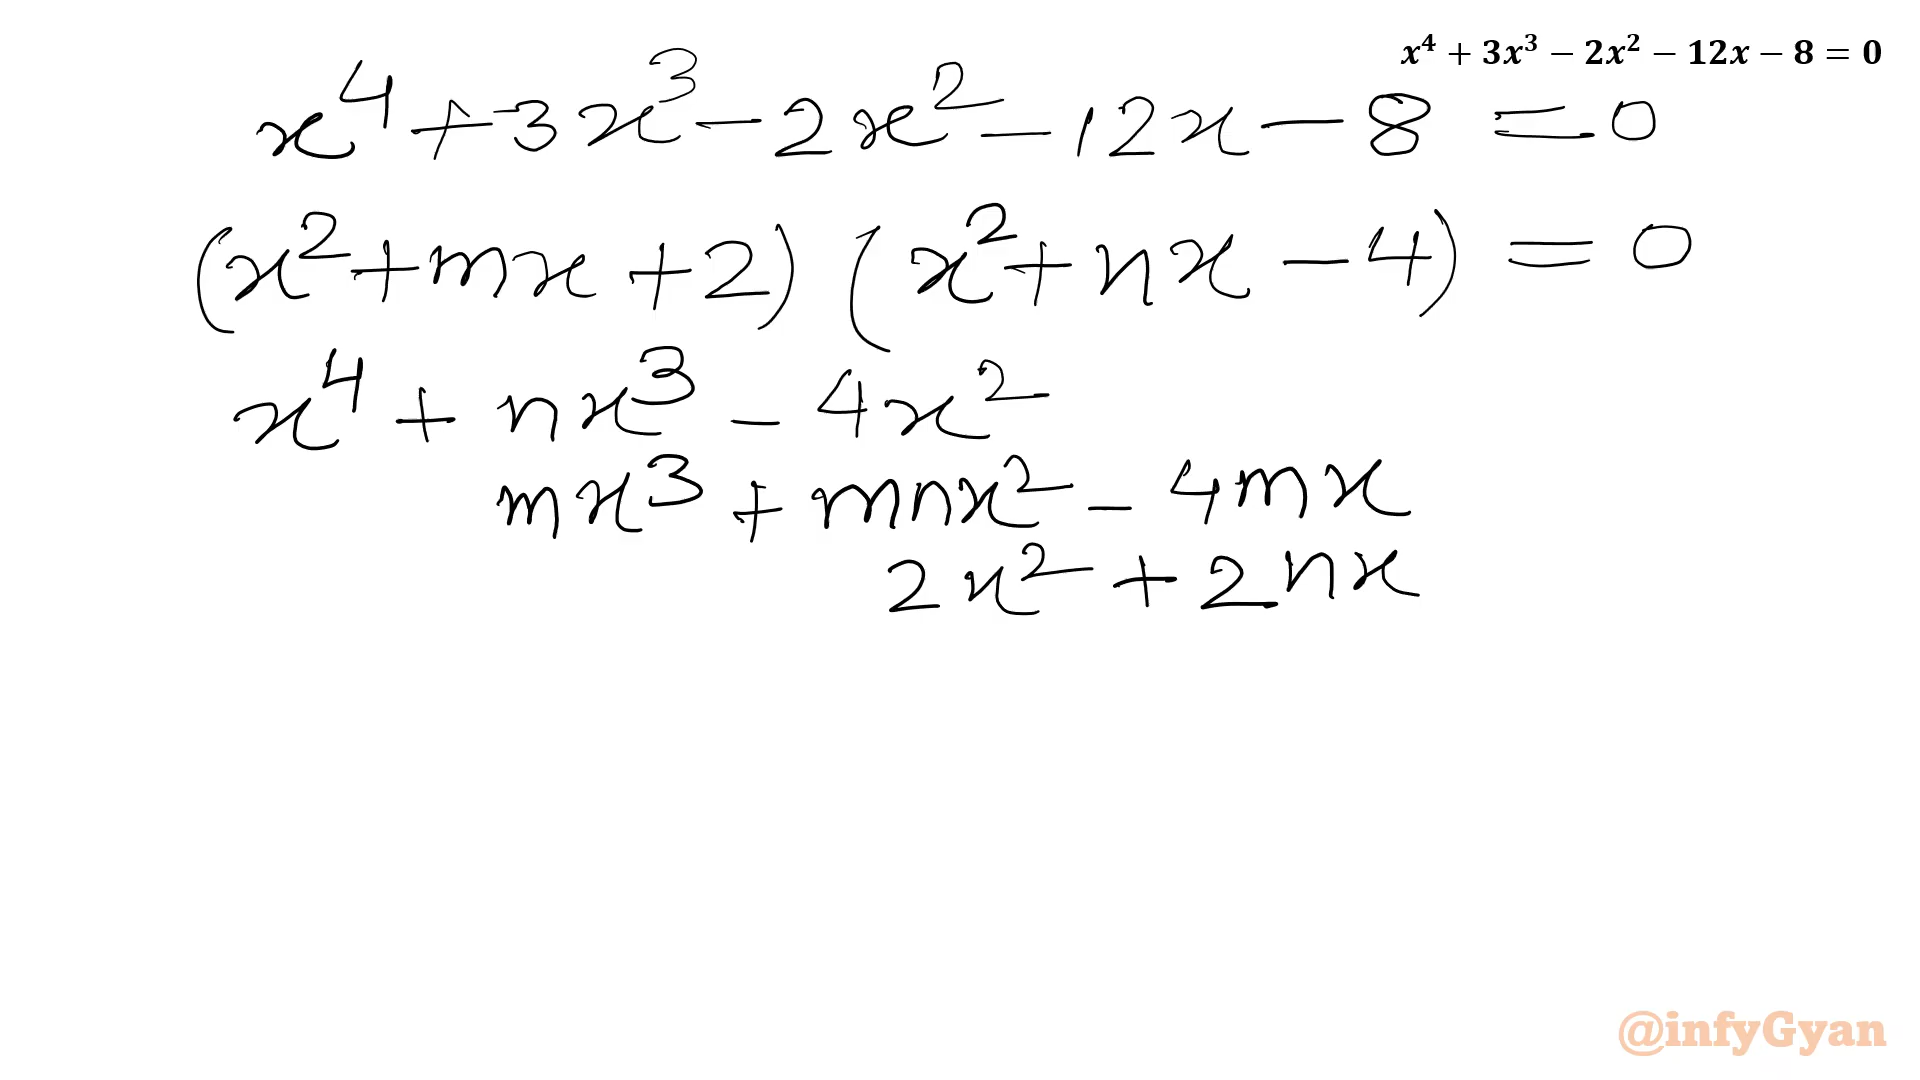 x⁴ + 3x³ − 2x² − 12x − 8 = 0
x⁴ + 3x³ − 2x² − 12x − 8 = 0
(x² + mx + 2) (x² + nx − 4) = 0
x⁴ + nx³ − 4x²
mx³ + mnx² − 4mx
2x² + 2nx
@infyGyan